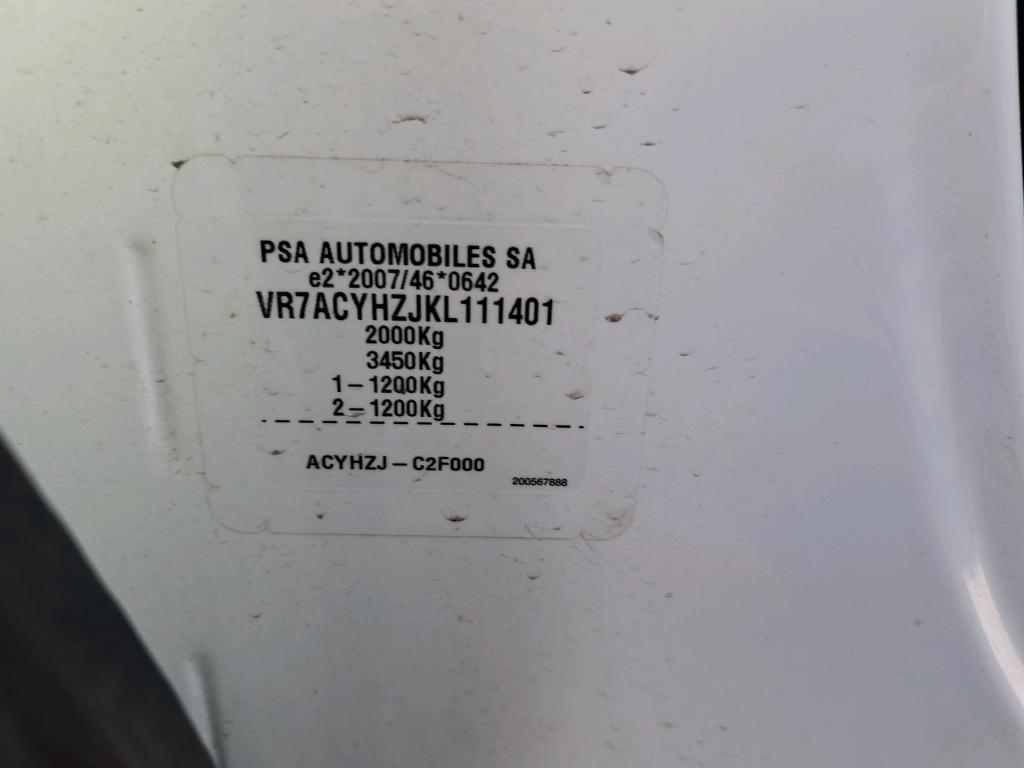 PSA AUTOMOBILES SA
e2*2007/46*0642
VR7ACYHZJKL111401
2000Kg
3450Kg
1-1200Kg
2-1200Kg
ACYHZJ-C2F000
200567888